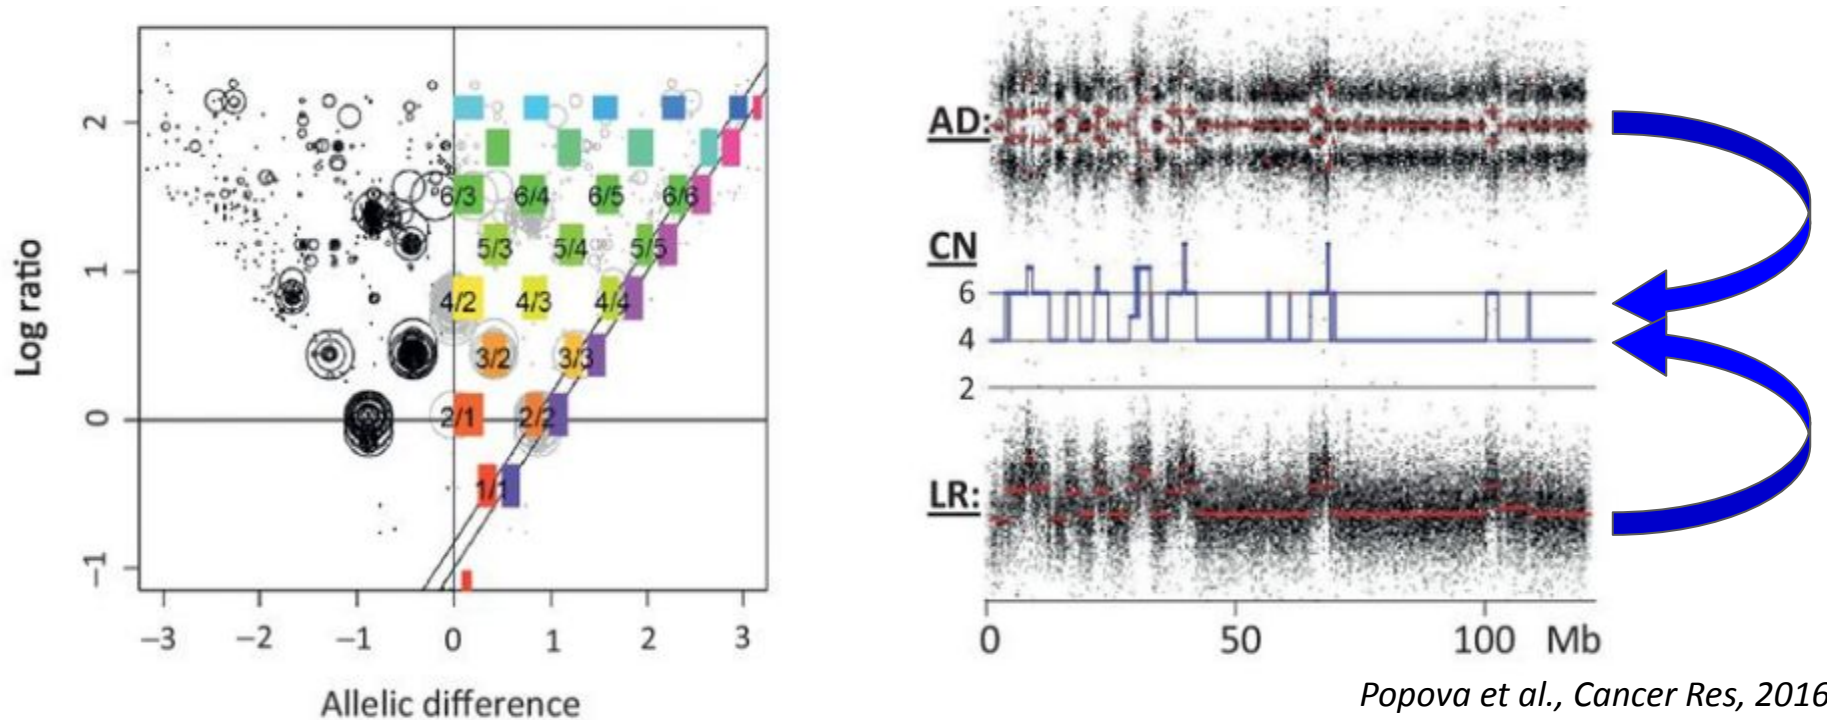 Log ratio
2
1
0
−1
6/3 6/4 6/5 6/6
5/3 5/4 5/5
4/2 4/3 4/4
3/2 3/3
2/1 2/2
1/1
−3 −2 −1 0 1 2 3
Allelic difference
AD:
CN
6
4
2
LR:
0 50 100 Mb
Popova et al., Cancer Res, 2016